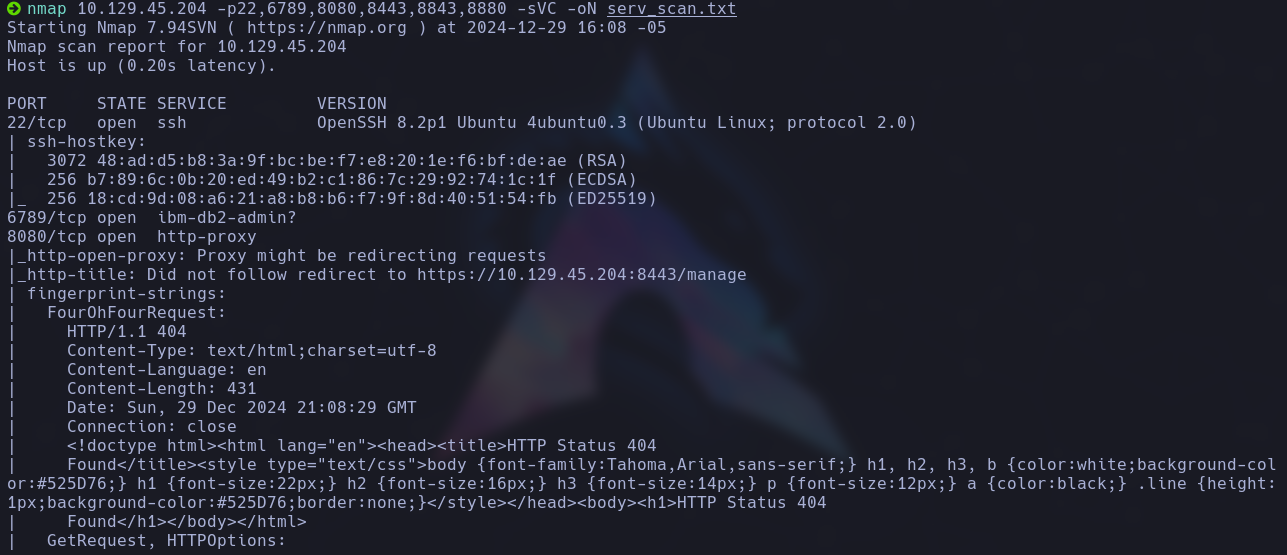 nmap 10.129.45.204 -p22,6789,8080,8443,8843,8880 -sVC -oN serv_scan.txt
Starting Nmap 7.94SVN ( https://nmap.org ) at 2024-12-29 16:08 -05
Nmap scan report for 10.129.45.204
Host is up (0.20s latency).
PORT     STATE SERVICE         VERSION
22/tcp   open  ssh             OpenSSH 8.2p1 Ubuntu 4ubuntu0.3 (Ubuntu Linux; protocol 2.0)
| ssh-hostkey:
|   3072 48:ad:d5:b8:3a:9f:bc:be:f7:e8:20:1e:f6:bf:de:ae (RSA)
|   256 b7:89:6c:0b:20:ed:49:b2:c1:86:7c:29:92:74:1c:1f (ECDSA)
|_  256 18:cd:9d:08:a6:21:a8:b8:b6:f7:9f:8d:40:51:54:fb (ED25519)
6789/tcp open  ibm-db2-admin?
8080/tcp open  http-proxy
|_http-open-proxy: Proxy might be redirecting requests
|_http-title: Did not follow redirect to https://10.129.45.204:8443/manage
| fingerprint-strings:
|   FourOhFourRequest:
|     HTTP/1.1 404
|     Content-Type: text/html;charset=utf-8
|     Content-Language: en
|     Content-Length: 431
|     Date: Sun, 29 Dec 2024 21:08:29 GMT
|     Connection: close
|     <!doctype html><html lang="en"><head><title>HTTP Status 404
|     Found</title><style type="text/css">body {font-family:Tahoma,Arial,sans-serif;} h1, h2, h3, b {color:white;background-col
or:#525D76;} h1 {font-size:22px;} h2 {font-size:16px;} h3 {font-size:14px;} p {font-size:12px;} a {color:black;} .line {height:
1px;background-color:#525D76;border:none;}</style></head><body><h1>HTTP Status 404
|     Found</h1></body></html>
|   GetRequest, HTTPOptions: